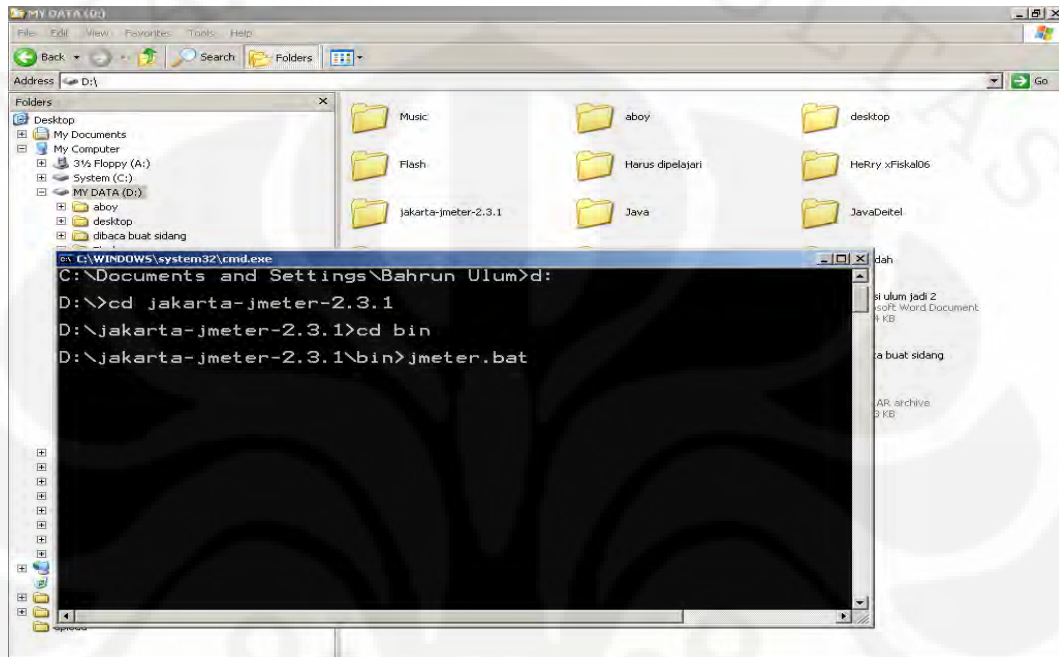 MY DATA (D:)
File Edit View Favorites Tools Help
Back Search Folders
Address D:\ Go
Folders
Desktop
My Documents
My Computer
3½ Floppy (A:)
System (C:)
MY DATA (D:)
aboy
desktop
dibaca buat sidang
Music aboy desktop
Flash Harus dipelajari HeRry xFiskal06
jakarta-jmeter-2.3.1 Java JavaDeitel
dah
si ulum jadi 2
soft Word Document
KB
a buat sidang
AR archive
3 KB
C:\WINDOWS\system32\cmd.exe
C:\Documents and Settings\Bahrun Ulum>d:
D:\>cd jakarta-jmeter-2.3.1
D:\jakarta-jmeter-2.3.1>cd bin
D:\jakarta-jmeter-2.3.1\bin>jmeter.bat